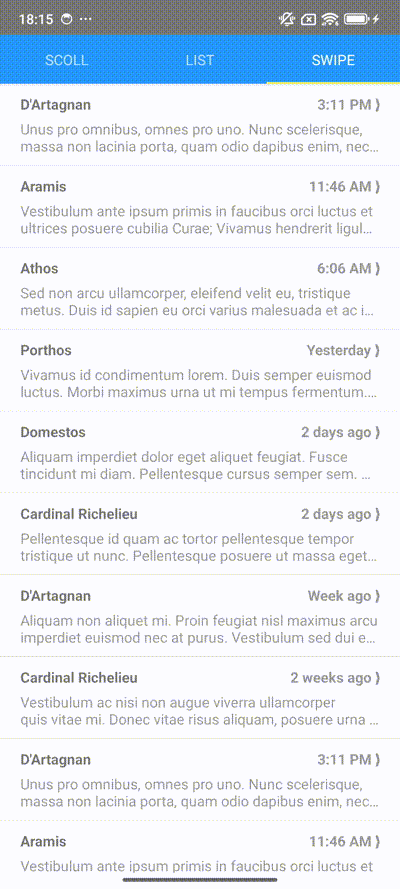 18:15
SCOLL LIST SWIPE
D'Artagnan 3:11 PM ⟩
Unus pro omnibus, omnes pro uno. Nunc scelerisque,
massa non lacinia porta, quam odio dapibus enim, nec…
Aramis 11:46 AM ⟩
Vestibulum ante ipsum primis in faucibus orci luctus et
ultrices posuere cubilia Curae; Vivamus hendrerit ligul…
Athos 6:06 AM ⟩
Sed non arcu ullamcorper, eleifend velit eu, tristique
metus. Duis id sapien eu orci varius malesuada et ac i…
Porthos Yesterday ⟩
Vivamus id condimentum lorem. Duis semper euismod
luctus. Morbi maximus urna ut mi tempus fermentum.…
Domestos 2 days ago ⟩
Aliquam imperdiet dolor eget aliquet feugiat. Fusce
tincidunt mi diam. Pellentesque cursus semper sem. …
Cardinal Richelieu 2 days ago ⟩
Pellentesque id quam ac tortor pellentesque tempor
tristique ut nunc. Pellentesque posuere ut massa eget…
D'Artagnan Week ago ⟩
Aliquam non aliquet mi. Proin feugiat nisl maximus arcu
imperdiet euismod nec at purus. Vestibulum sed dui e…
Cardinal Richelieu 2 weeks ago ⟩
Vestibulum ac nisi non augue viverra ullamcorper
quis vitae mi. Donec vitae risus aliquam, posuere urna …
D'Artagnan 3:11 PM ⟩
Unus pro omnibus, omnes pro uno. Nunc scelerisque,
massa non lacinia porta, quam odio dapibus enim, nec…
Aramis 11:46 AM ⟩
Vestibulum ante ipsum primis in faucibus orci luctus et